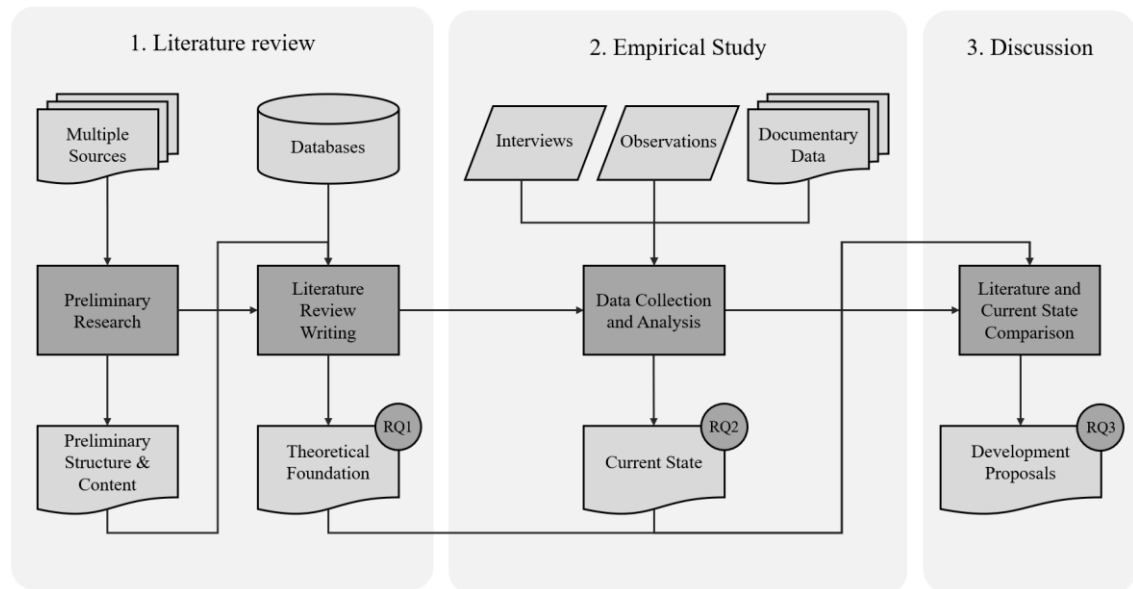 1. Literature review
2. Empirical Study
3. Discussion
Multiple
Sources
Databases
Interviews
Observations
Documentary
Data
Preliminary
Research
Literature
Review
Writing
Data Collection
and Analysis
Literature and
Current State
Comparison
Preliminary
Structure &
Content
RQ1
Theoretical
Foundation
RQ2
Current State
RQ3
Development
Proposals